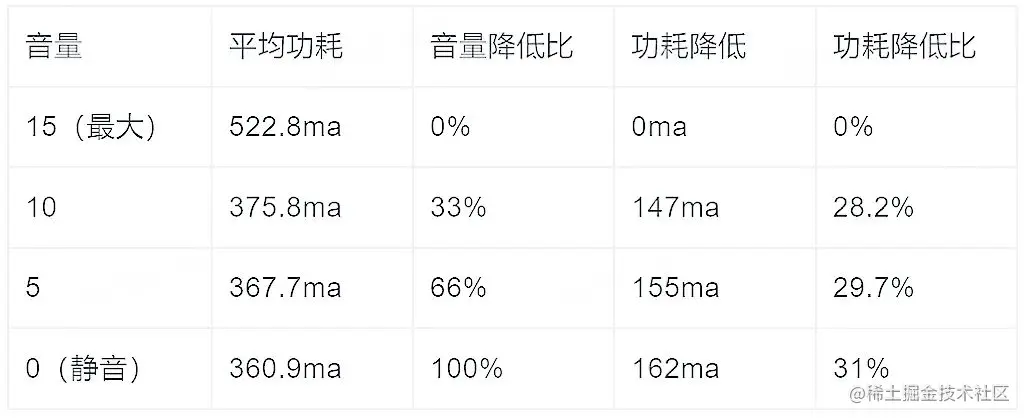 音量 平均功耗 音量降低比 功耗降低 功耗降低比
15（最大） 522.8ma 0% 0ma 0%
10 375.8ma 33% 147ma 28.2%
5 367.7ma 66% 155ma 29.7%
0（静音） 360.9ma 100% 162ma 31%
@稀土掘金技术社区